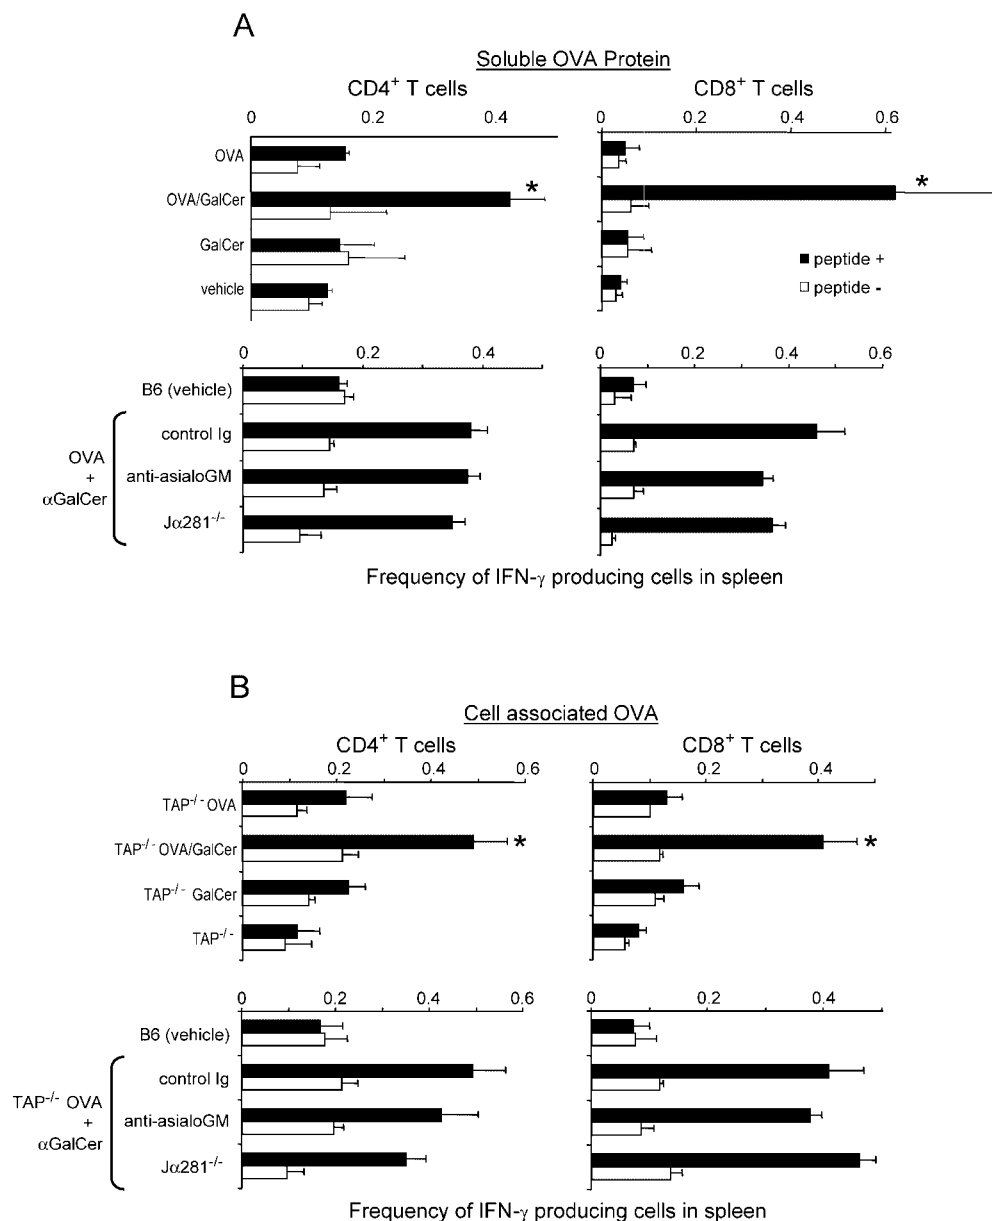 A
Soluble OVA Protein
CD4+ T cells
CD8+ T cells
0 0.2 0.4
0 0.2 0.4 0.6
OVA
OVA/GalCer
*
*
GalCer
vehicle
peptide +
peptide -
0 0.2 0.4
0 0.2 0.4 0.6
B6 (vehicle)
control Ig
anti-asialoGM
Jα281-/-
OVA
+
αGalCer
Frequency of IFN-γ producing cells in spleen
B
Cell associated OVA
CD4+ T cells
CD8+ T cells
0 0.2 0.4 0.6
0 0.2 0.4
TAP-/- OVA
TAP-/- OVA/GalCer
*
*
TAP-/- GalCer
TAP-/-
0 0.2 0.4 0.6
0 0.2 0.4
B6 (vehicle)
control Ig
anti-asialoGM
Jα281-/-
TAP-/- OVA
+
αGalCer
Frequency of IFN-γ producing cells in spleen